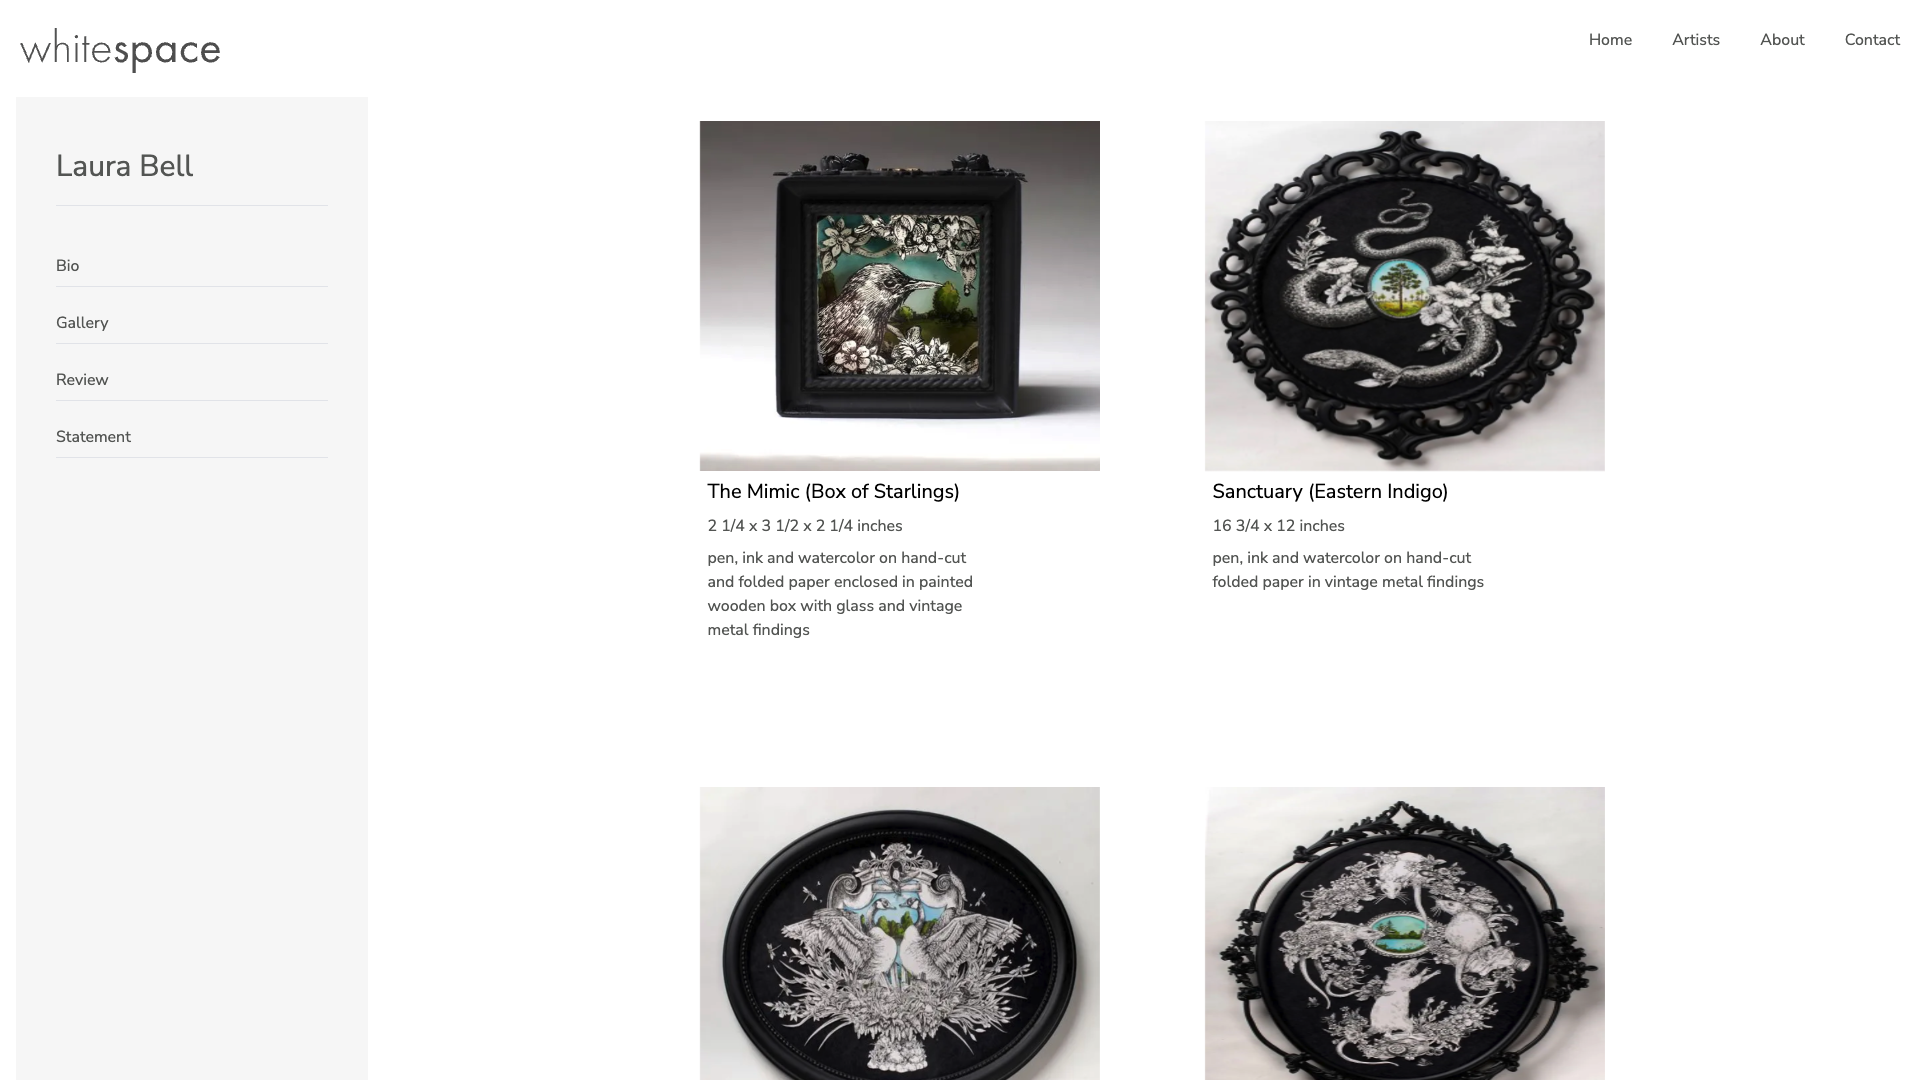 whitespace
Home
Artists
About
Contact
Laura Bell
Bio
Gallery
Review
Statement
The Mimic (Box of Starlings)
2 1/4 x 3 1/2 x 2 1/4 inches
pen, ink and watercolor on hand-cut
and folded paper enclosed in painted
wooden box with glass and vintage
metal findings
Sanctuary (Eastern Indigo)
16 3/4 x 12 inches
pen, ink and watercolor on hand-cut
folded paper in vintage metal findings